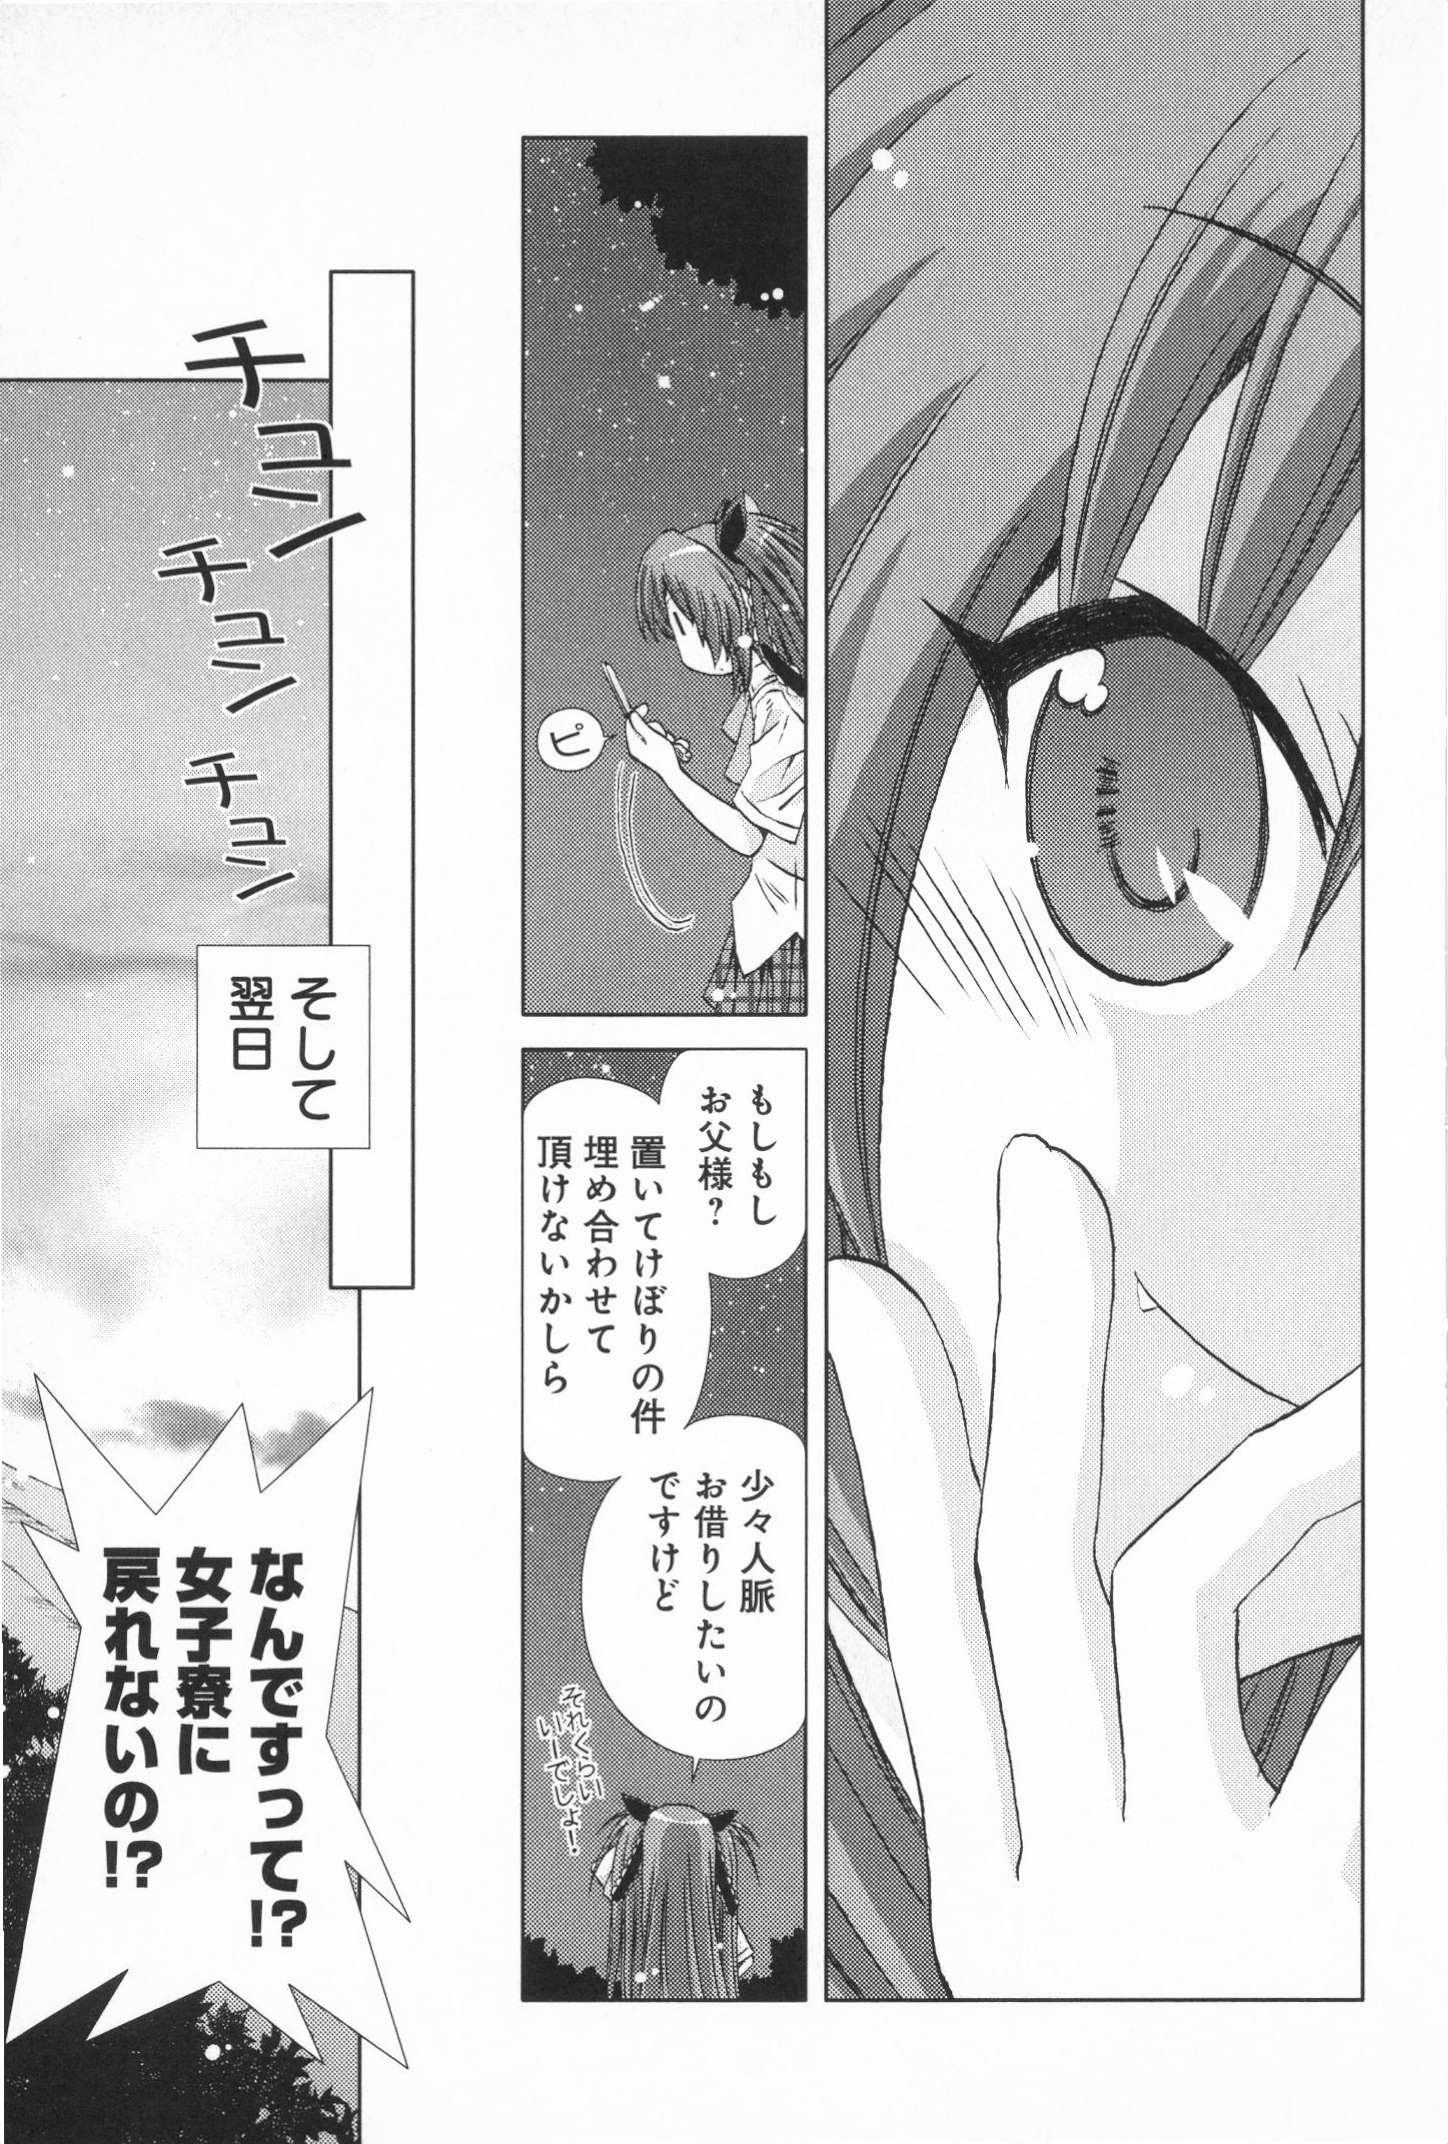 ピ
もしもし
お父様?
置いてけぼりの件
埋め合わせて
頂けないかしら
少々人脈
お借りしたいの
ですけど
それくらい
いーでしょー!
チュン
チュン
チュン
そして
翌日
なんですって!?
女子寮に
戻れないの!?